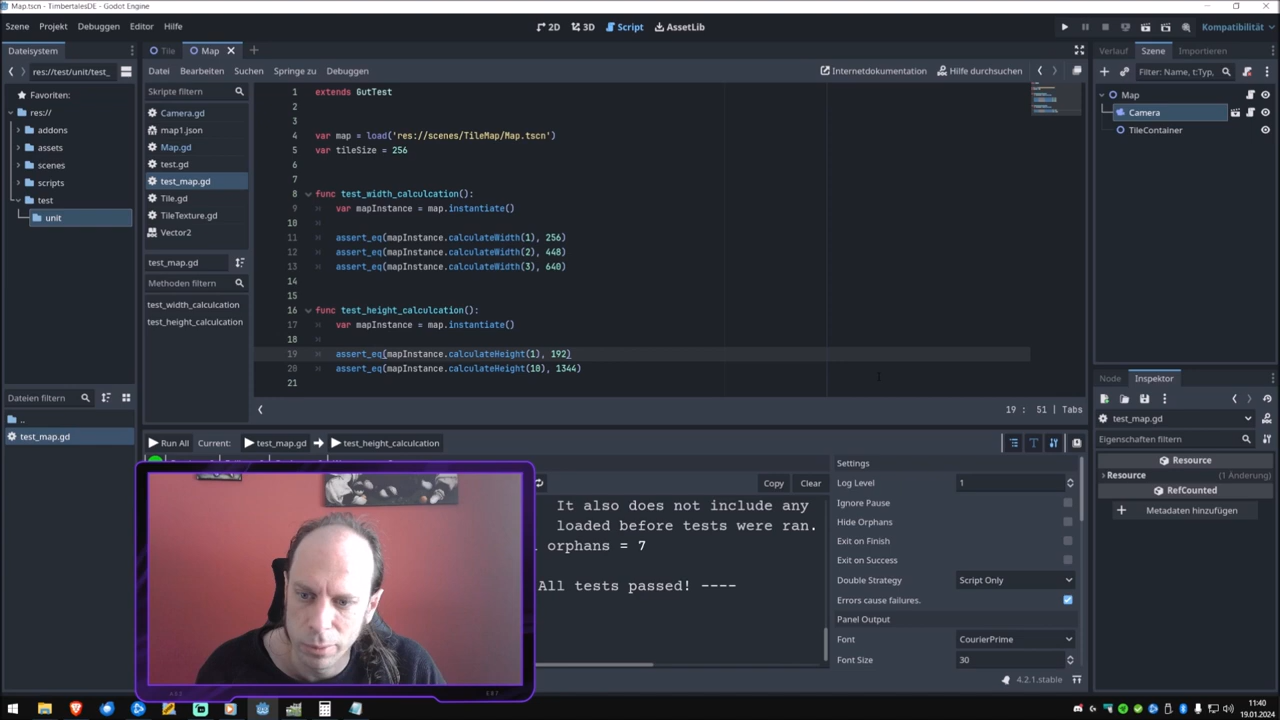 Map.tscn - TimbertalesDE - Godot Engine
Szene Projekt Debuggen Editor Hilfe
2D 3D Script AssetLib
Kompatibilität
Dateisystem
Tile Map
Verlauf Szene Importieren
res://test/unit/test_
Datei Bearbeiten Suchen Springe zu Debuggen
Internetdokumentation Hilfe durchsuchen
Filter: Name, t:Typ,
Favoriten:
res://
addons
assets
scenes
scripts
test
unit
Skripte filtern
Camera.gd
map1.json
Map.gd
test.gd
test_map.gd
Tile.gd
TileTexture.gd
Vector2
test_map.gd
Methoden filtern
test_width_calculcation
test_height_calculcation
1 extends GutTest
2
3
4 var map = load('res://scenes/TileMap/Map.tscn')
5 var tileSize = 256
6
7
8 func test_width_calculcation():
9 var mapInstance = map.instantiate()
10
11 assert_eq(mapInstance.calculateWidth(1), 256)
12 assert_eq(mapInstance.calculateWidth(2), 448)
13 assert_eq(mapInstance.calculateWidth(3), 640)
14
15
16 func test_height_calculcation():
17 var mapInstance = map.instantiate()
18
19 assert_eq(mapInstance.calculateHeight(1), 192)
20 assert_eq(mapInstance.calculateHeight(10), 1344)
21
19 : 51 | Tabs
Map
Camera
TileContainer
Dateien filtern
..
test_map.gd
Run All Current: test_map.gd test_height_calculcation
Copy Clear
It also does not include any
loaded before tests were ran.
orphans = 7
All tests passed! ----
Settings
Log Level 1
Ignore Pause
Hide Orphans
Exit on Finish
Exit on Success
Double Strategy Script Only
Errors cause failures.
Panel Output
Font CourierPrime
Font Size 30
4.2.1.stable
Node Inspektor
test_map.gd
Eigenschaften filtern
Resource
Resource (1 Änderung)
RefCounted
Metadaten hinzufügen
11:40
19.01.2024